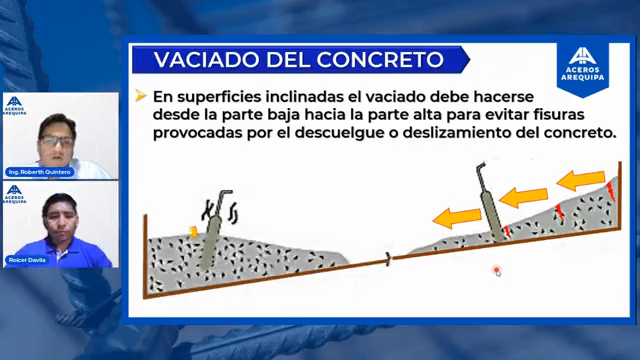 VACIADO DEL CONCRETO
ACEROS
AREQUIPA
En superficies inclinadas el vaciado debe hacerse
desde la parte baja hacia la parte alta para evitar fisuras
provocadas por el descuelgue o deslizamiento del concreto.
ACEROS
AREQUIPA
Ing. Roberth Quintero
ACEROS
AREQUIPA
Roicer Davila